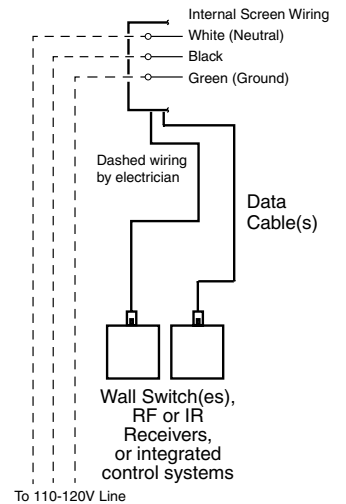 Internal Screen Wiring
White (Neutral)
Black
Green (Ground)
Dashed wiring
by electrician
Data
Cable(s)
Wall Switch(es),
RF or IR
Receivers,
or integrated
control systems
To 110-120V Line